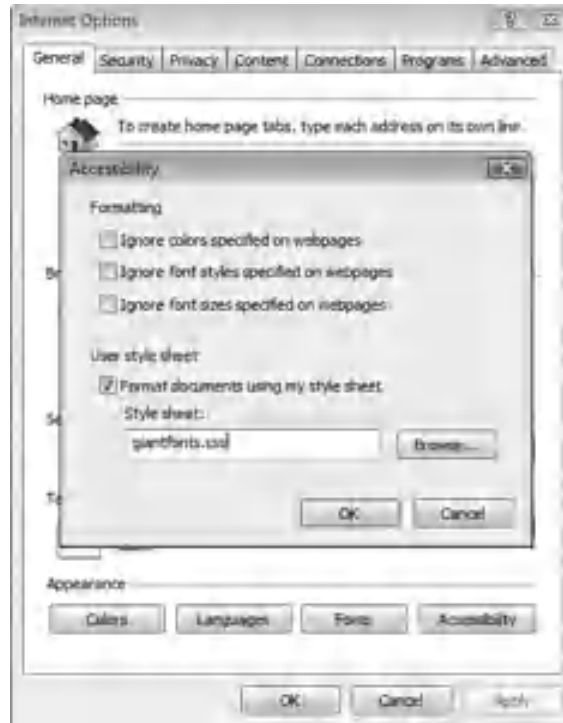 Internet Options
General Security Privacy Content Connections Programs Advanced
Home page
To create home page tabs, type each address on its own line.
Accessibility
Formatting
Ignore colors specified on webpages
Ignore font styles specified on webpages
Ignore font sizes specified on webpages
User style sheet
Format documents using my style sheet
Style sheet:
giantfonts.css
Browse...
OK Cancel
Appearance
Colors Languages Fonts Accessibility
OK Cancel Apply